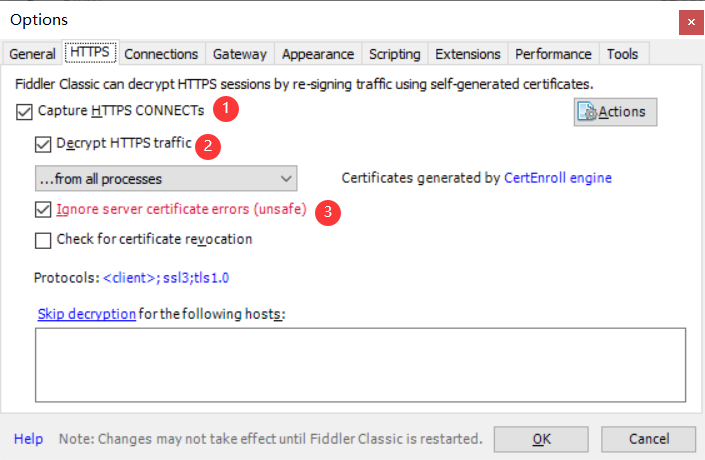 Options
General HTTPS Connections Gateway Appearance Scripting Extensions Performance Tools
Fiddler Classic can decrypt HTTPS sessions by re-signing traffic using self-generated certificates.
Capture HTTPS CONNECTs 1 Actions
Decrypt HTTPS traffic 2
...from all processes Certificates generated by CertEnroll engine
Ignore server certificate errors (unsafe) 3
Check for certificate revocation
Protocols: <client>; ssl3;tls1.0
Skip decryption for the following hosts:
Help Note: Changes may not take effect until Fiddler Classic is restarted. OK Cancel